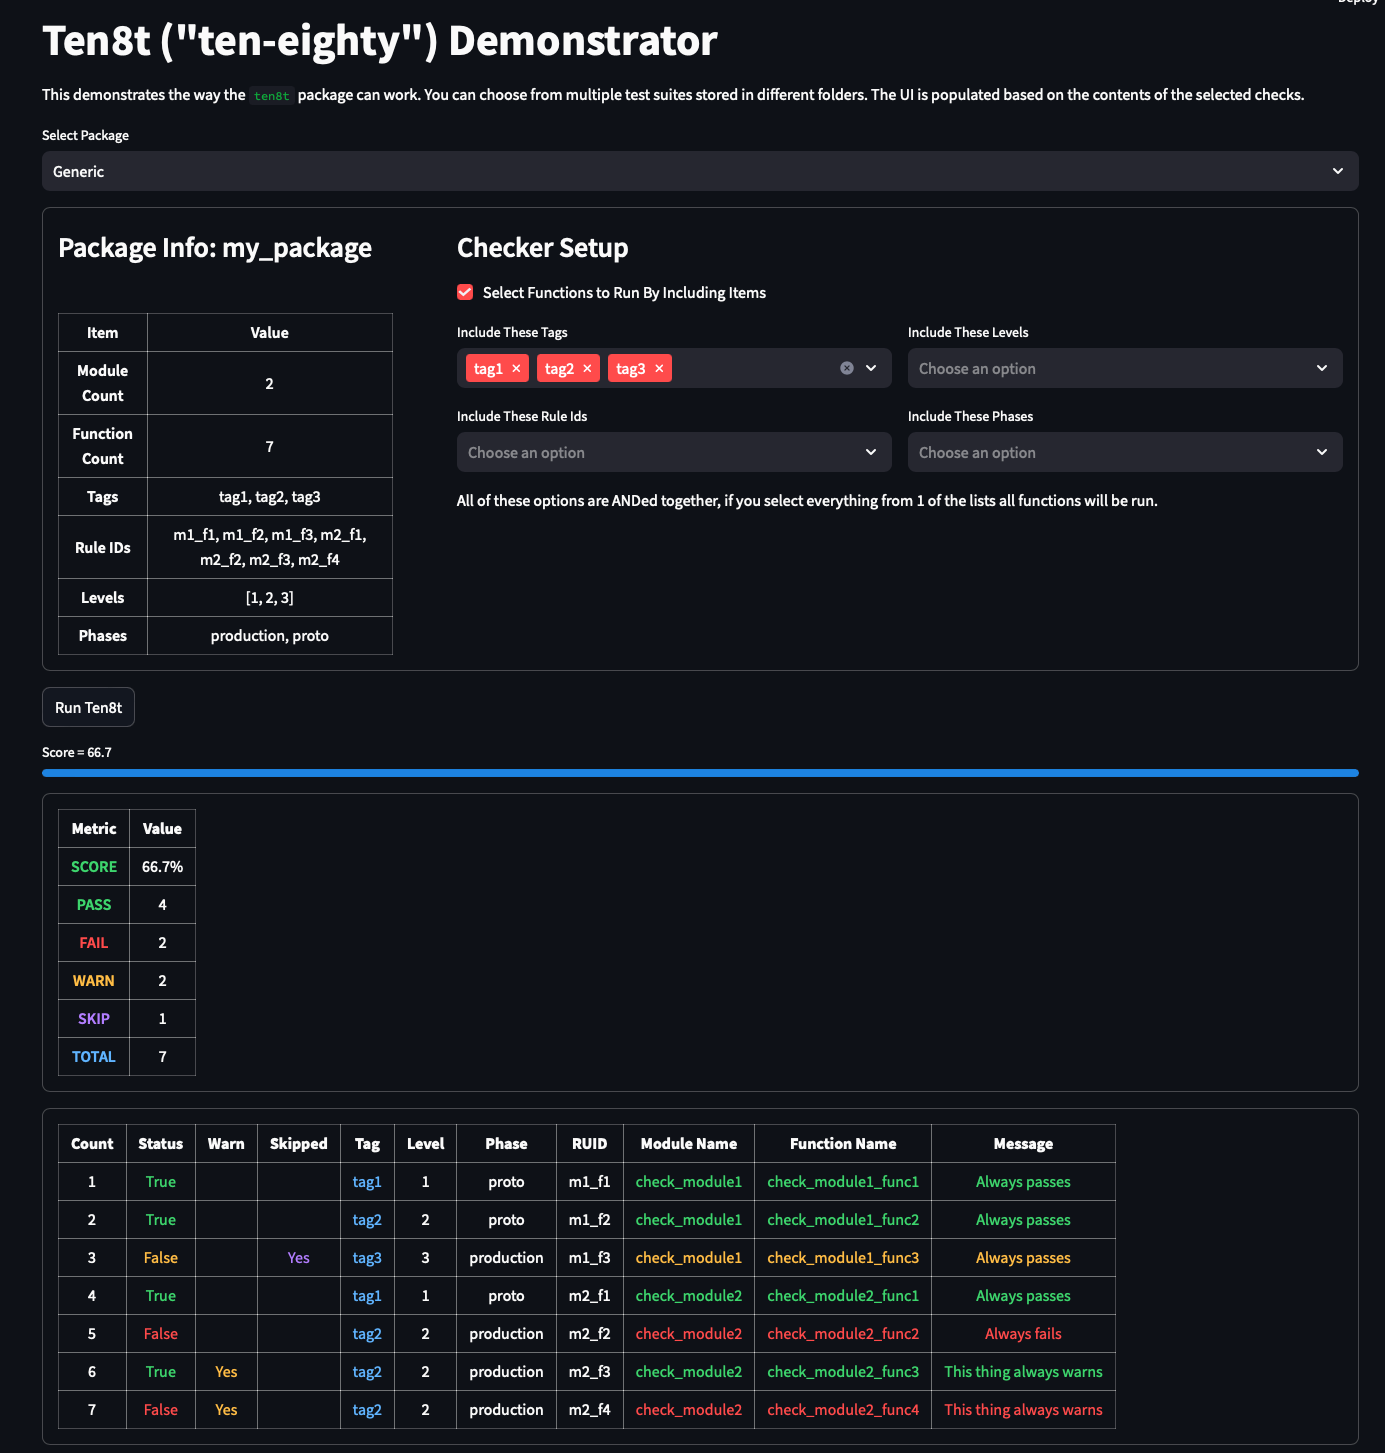 Deploy
Ten8t ("ten-eighty") Demonstrator
This demonstrates the way the ten8t package can work. You can choose from multiple test suites stored in different folders. The UI is populated based on the contents of the selected checks.
Select Package
Generic
Package Info: my_package
Item Value
Module Count 2
Function Count 7
Tags tag1, tag2, tag3
Rule IDs m1_f1, m1_f2, m1_f3, m2_f1, m2_f2, m2_f3, m2_f4
Levels [1, 2, 3]
Phases production, proto
Checker Setup
Select Functions to Run By Including Items
Include These Tags
tag1 × tag2 × tag3 ×
Include These Levels
Choose an option
Include These Rule Ids
Choose an option
Include These Phases
Choose an option
All of these options are ANDed together, if you select everything from 1 of the lists all functions will be run.
Run Ten8t
Score = 66.7
Metric Value
SCORE 66.7%
PASS 4
FAIL 2
WARN 2
SKIP 1
TOTAL 7
Count Status Warn Skipped Tag Level Phase RUID Module Name Function Name Message
1 True tag1 1 proto m1_f1 check_module1 check_module1_func1 Always passes
2 True tag2 2 proto m1_f2 check_module1 check_module1_func2 Always passes
3 False Yes tag3 3 production m1_f3 check_module1 check_module1_func3 Always passes
4 True tag1 1 proto m2_f1 check_module2 check_module2_func1 Always passes
5 False tag2 2 production m2_f2 check_module2 check_module2_func2 Always fails
6 True Yes tag2 2 production m2_f3 check_module2 check_module2_func3 This thing always warns
7 False Yes tag2 2 production m2_f4 check_module2 check_module2_func4 This thing always warns